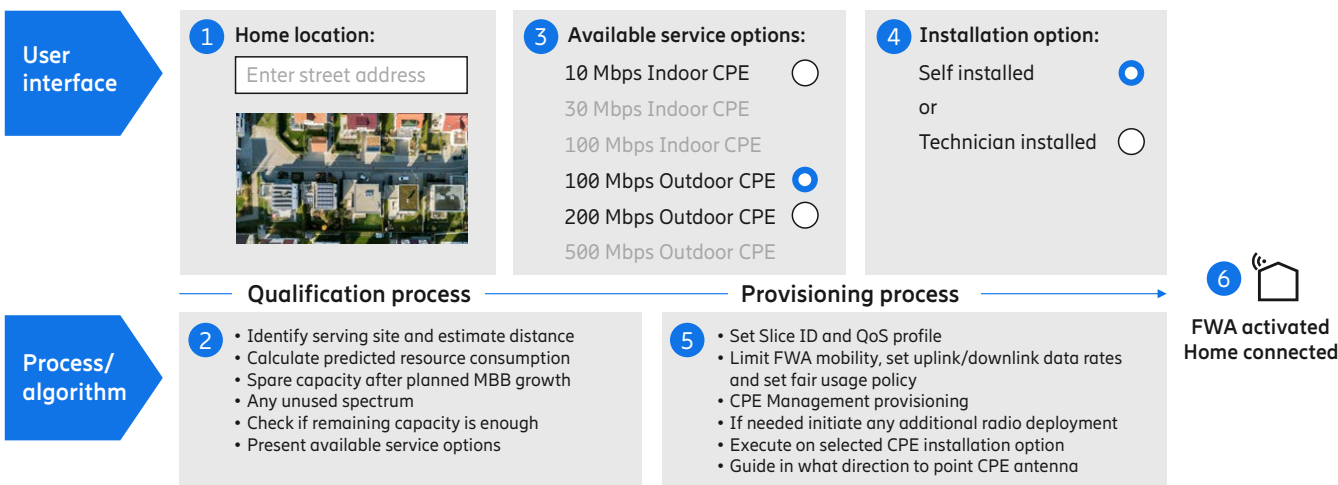 User
interface
1 Home location:
Enter street address
3 Available service options:
10 Mbps Indoor CPE
30 Mbps Indoor CPE
100 Mbps Indoor CPE
100 Mbps Outdoor CPE
200 Mbps Outdoor CPE
500 Mbps Outdoor CPE
4 Installation option:
Self installed
or
Technician installed
Qualification process
Provisioning process
Process/
algorithm
2
• Identify serving site and estimate distance
• Calculate predicted resource consumption
• Spare capacity after planned MBB growth
• Any unused spectrum
• Check if remaining capacity is enough
• Present available service options
5
• Set Slice ID and QoS profile
• Limit FWA mobility, set uplink/downlink data rates
and set fair usage policy
• CPE Management provisioning
• If needed initiate any additional radio deployment
• Execute on selected CPE installation option
• Guide in what direction to point CPE antenna
6
FWA activated
Home connected